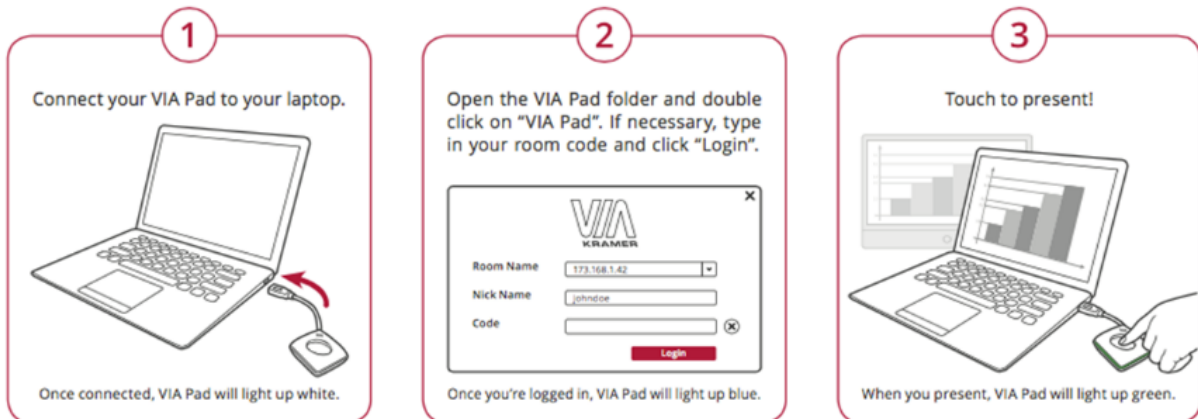 1
Connect your VIA Pad to your laptop.
Once connected, VIA Pad will light up white.
2
Open the VIA Pad folder and double
click on “VIA Pad”. If necessary, type
in your room code and click “Login”.
VIA
KRAMER
Room Name 173.168.1.42
Nick Name johndoe
Code
Login
Once you're logged in, VIA Pad will light up blue.
3
Touch to present!
When you present, VIA Pad will light up green.